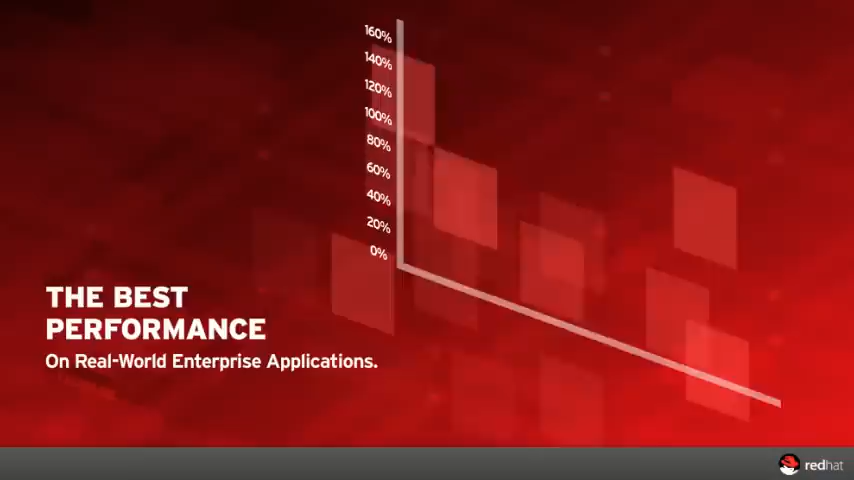 160%
140%
120%
100%
80%
60%
40%
20%
0%
THE BEST
PERFORMANCE
On Real-World Enterprise Applications.
redhat